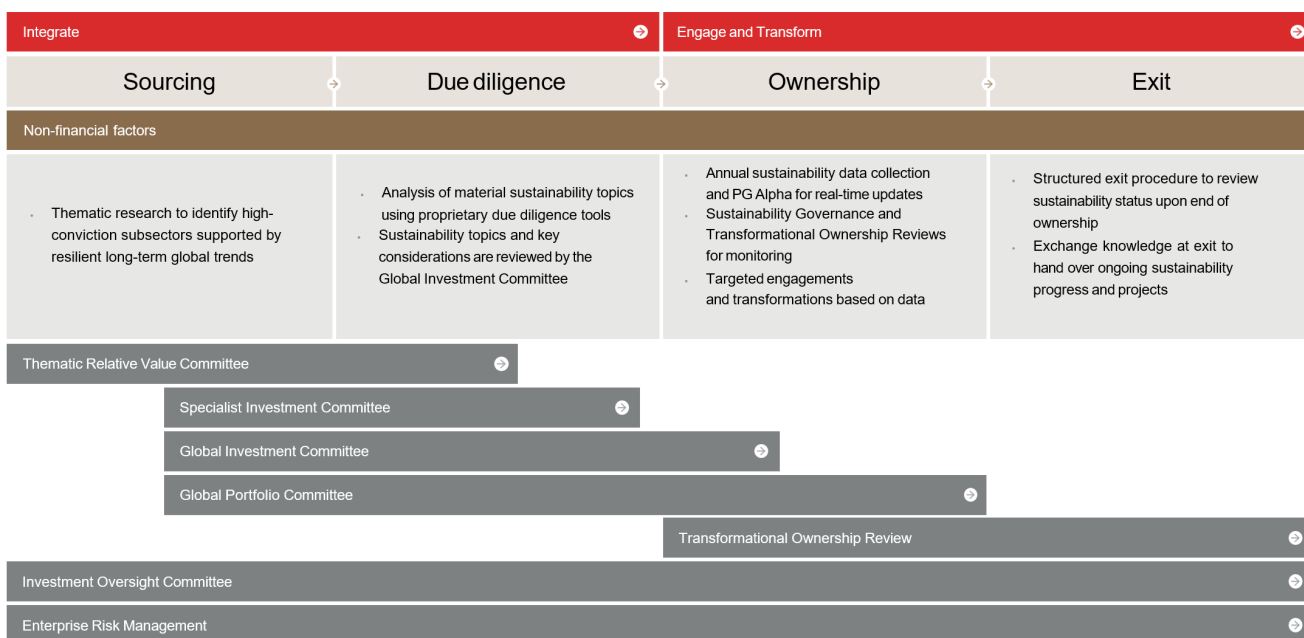 Integrate
Engage and Transform
Sourcing
Due diligence
Ownership
Exit
Non-financial factors
· Thematic research to identify high-
conviction subsectors supported by
resilient long-term global trends
· Analysis of material sustainability topics
using proprietary due diligence tools
· Sustainability topics and key
considerations are reviewed by the
Global Investment Committee
· Annual sustainability data collection
and PG Alpha for real-time updates
· Sustainability Governance and
Transformational Ownership Reviews
for monitoring
· Targeted engagements
and transformations based on data
· Structured exit procedure to review
sustainability status upon end of
ownership
· Exchange knowledge at exit to
hand over ongoing sustainability
progress and projects
Thematic Relative Value Committee
Specialist Investment Committee
Global Investment Committee
Global Portfolio Committee
Transformational Ownership Review
Investment Oversight Committee
Enterprise Risk Management